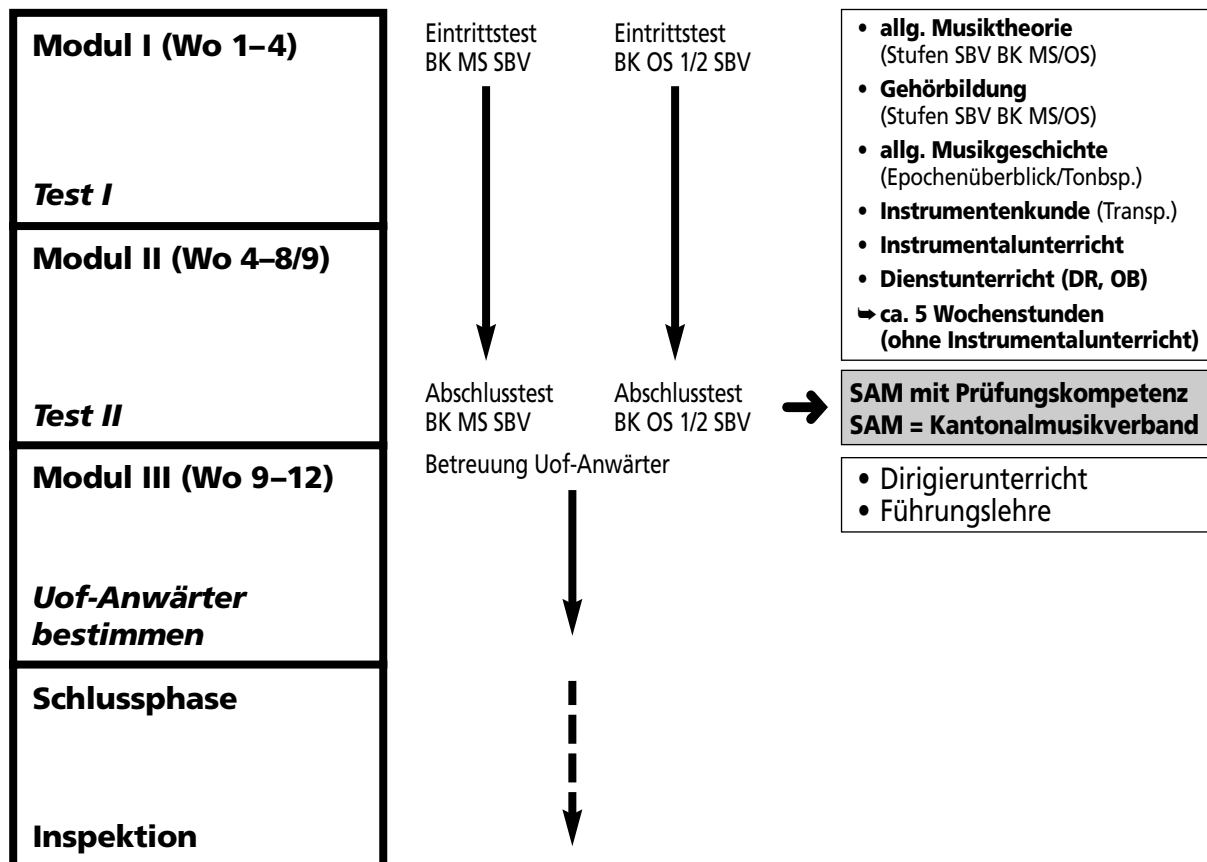 Modul I (Wo 1–4)
Test I
Modul II (Wo 4–8/9)
Test II
Modul III (Wo 9–12)
Uof-Anwärter
bestimmen
Schlussphase
Inspektion
Eintrittstest
BK MS SBV
Eintrittstest
BK OS 1/2 SBV
Abschlusstest
BK MS SBV
Abschlusstest
BK OS 1/2 SBV
Betreuung Uof-Anwärter
• allg. Musiktheorie
(Stufen SBV BK MS/OS)
• Gehörbildung
(Stufen SBV BK MS/OS)
• allg. Musikgeschichte
(Epochenüberblick/Tonbsp.)
• Instrumentenkunde (Transp.)
• Instrumentalunterricht
• Dienstunterricht (DR, OB)
➥ ca. 5 Wochenstunden
(ohne Instrumentalunterricht)
SAM mit Prüfungskompetenz
SAM = Kantonalmusikverband
• Dirigierunterricht
• Führungslehre